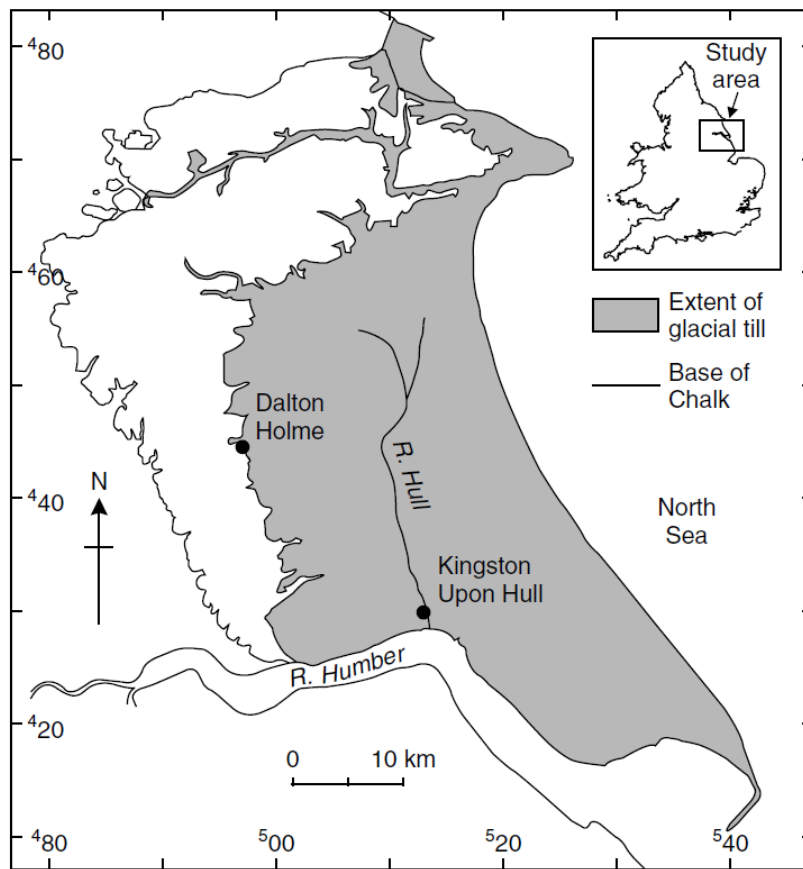 ⁴80
⁴60
⁴40
⁴20
⁴80
⁵00
⁵20
⁵40
Study
area
Extent of
glacial till
Base of
Chalk
Dalton
Holme
R. Hull
N
North
Sea
Kingston
Upon Hull
R. Humber
0 10 km